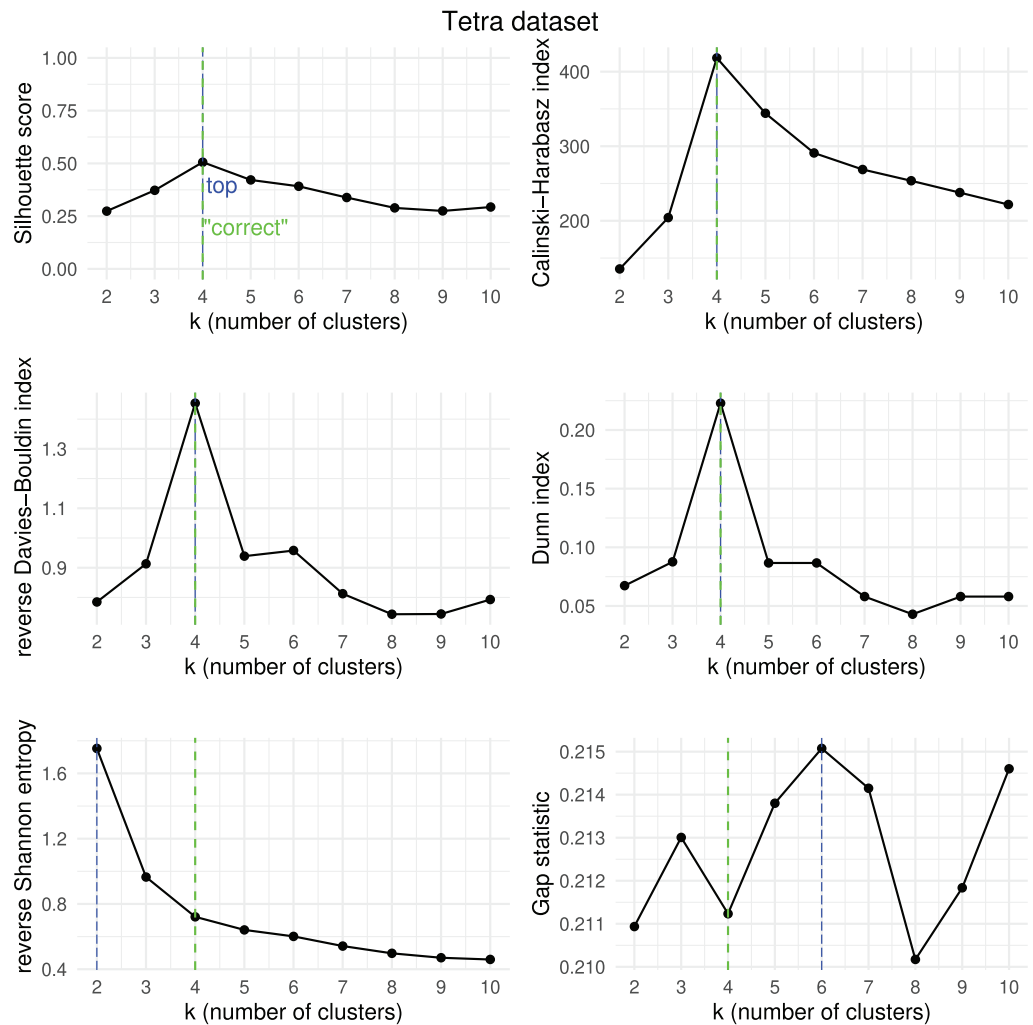 Tetra dataset
Silhouette score
1.00
0.75
0.50
0.25
0.00
top
"correct"
2 3 4 5 6 7 8 9 10
k (number of clusters)
Calinski−Harabasz index
400
300
200
2 3 4 5 6 7 8 9 10
k (number of clusters)
reverse Davies−Bouldin index
1.3
1.1
0.9
2 3 4 5 6 7 8 9 10
k (number of clusters)
Dunn index
0.20
0.15
0.10
0.05
2 3 4 5 6 7 8 9 10
k (number of clusters)
reverse Shannon entropy
1.6
1.2
0.8
0.4
2 3 4 5 6 7 8 9 10
k (number of clusters)
Gap statistic
0.215
0.214
0.213
0.212
0.211
0.210
2 3 4 5 6 7 8 9 10
k (number of clusters)